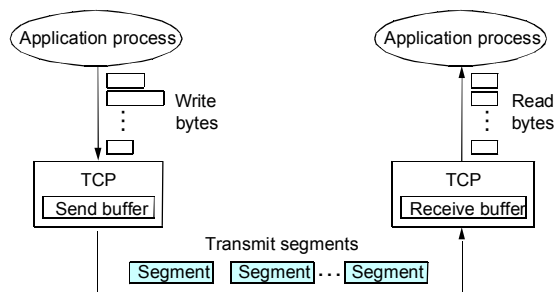 Application process
Application process
Write
bytes
Read
bytes
TCP
Send buffer
TCP
Receive buffer
Transmit segments
Segment Segment ... Segment